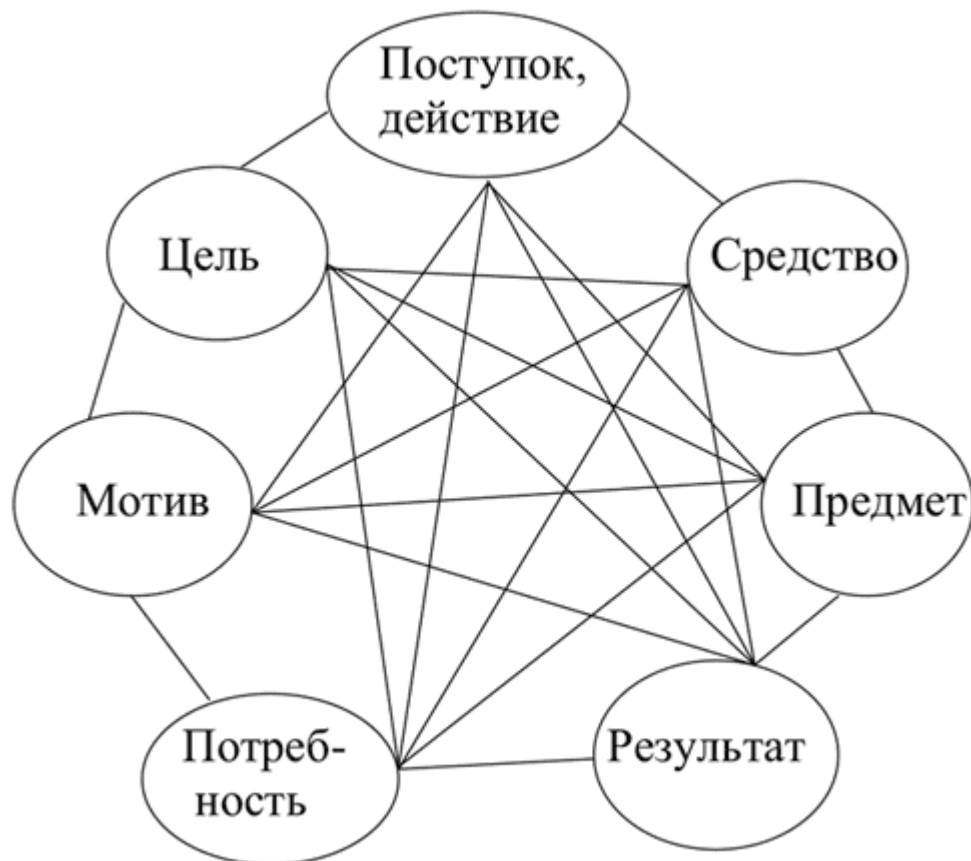 Поступок,
действие
Цель
Средство
Мотив
Предмет
Потреб-
ность
Результат